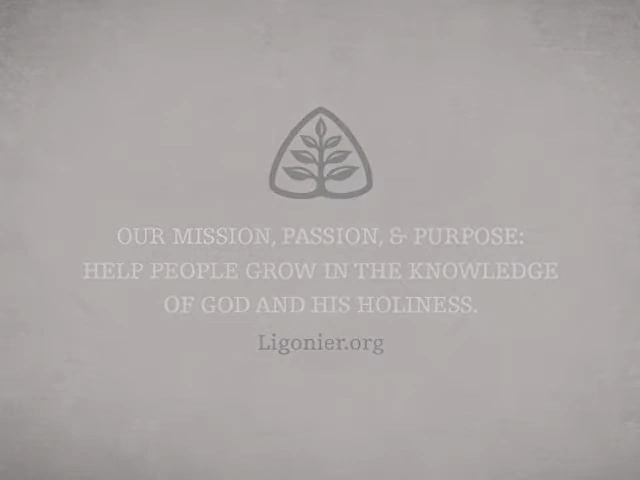 OUR MISSION, PASSION, & PURPOSE:
HELP PEOPLE GROW IN THE KNOWLEDGE
OF GOD AND HIS HOLINESS.
Ligonier.org